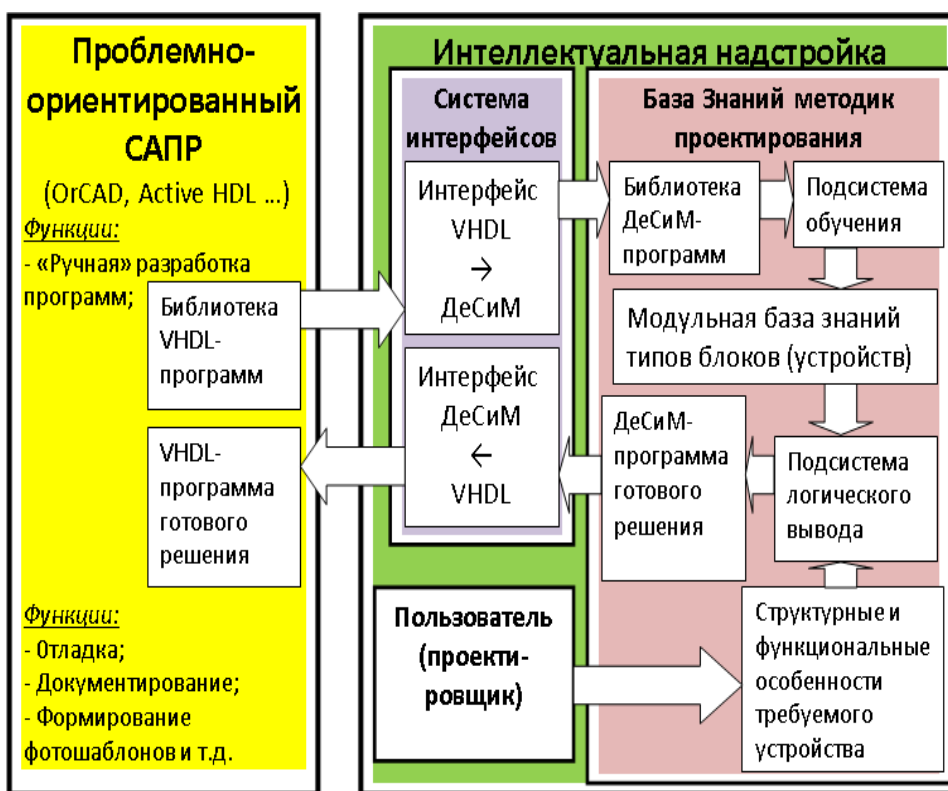 Проблемно-
ориентированный
САПР
(OrCAD, Active HDL ...)
Функции:
- «Ручная» разработка
программ;
Библиотека
VHDL-
программ
VHDL-
программа
готового
решения
Функции:
- Отладка;
- Документирование;
- Формирование
фотошаблонов и т.д.
Интеллектуальная надстройка
Система
интерфейсов
Интерфейс
VHDL
→
ДеСиМ
Интерфейс
ДеСиМ
←
VHDL
База Знаний методик
проектирования
Библиотека
ДеСиМ-
программ
Подсистема
обучения
Модульная база знаний
типов блоков (устройств)
ДеСиМ-
программа
готового
решения
Подсистема
логического
вывода
Пользователь
(проекти-
ровщик)
Структурные и
функциональные
особенности
требуемого
устройства